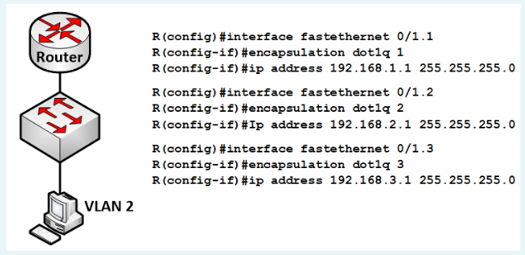 Router
R(config)#interface fastethernet 0/1.1
R(config-if)#encapsulation dot1q 1
R(config-if)#ip address 192.168.1.1 255.255.255.0
R(config)#interface fastethernet 0/1.2
R(config-if)#encapsulation dot1q 2
R(config-if)#Ip address 192.168.2.1 255.255.255.0
R(config)#interface fastethernet 0/1.3
R(config-if)#encapsulation dot1q 3
R(config-if)#ip address 192.168.3.1 255.255.255.0
VLAN 2